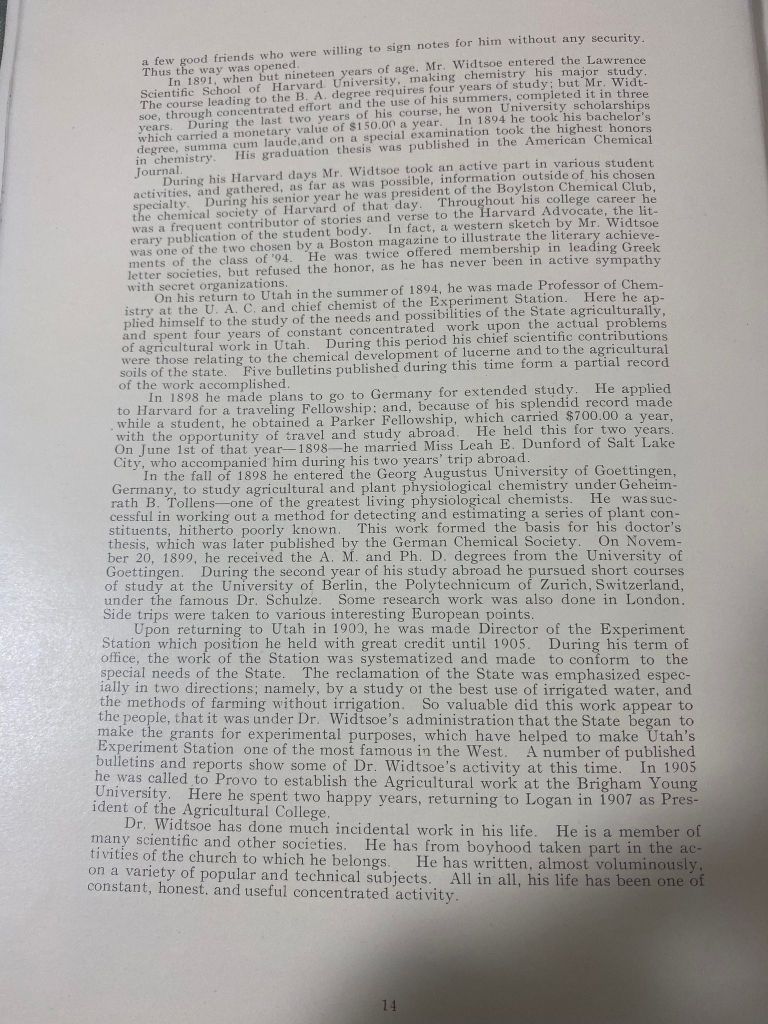 a few good friends who were willing to sign notes for him without any security.
Thus the way was opened.
In 1891, when but nineteen years of age, Mr. Widtsoe entered the Lawrence
Scientific School of Harvard University, making chemistry his major study.
The course leading to the B. A. degree requires four years of study; but Mr. Widt-
soe, through concentrated effort and the use of his summers, completed it in three
years. During the last two years of his course, he won University scholarships
which carried a monetary value of $150.00 a year. In 1894 he took his bachelor's
degree, summa cum laude,and on a special examination took the highest honors
in chemistry. His graduation thesis was published in the American Chemical
Journal.
During his Harvard days Mr. Widtsoe took an active part in various student
activities, and gathered, as far as was possible, information outside of his chosen
specialty. During his senior year he was president of the Boylston Chemical Club,
the chemical society of Harvard of that day. Throughout his college career he
was a frequent contributor of stories and verse to the Harvard Advocate, the lit-
erary publication of the student body. In fact, a western sketch by Mr. Widtsoe
was one of the two chosen by a Boston magazine to illustrate the literary achieve-
ments of the class of '94. He was twice offered membership in leading Greek
letter societies, but refused the honor, as he has never been in active sympathy
with secret organizations.
On his return to Utah in the summer of 1894, he was made Professor of Chem-
istry at the U. A. C. and chief chemist of the Experiment Station. Here he ap-
plied himself to the study of the needs and possibilities of the State agriculturally,
and spent four years of constant concentrated work upon the actual problems
of agricultural work in Utah. During this period his chief scientific contributions
were those relating to the chemical development of lucerne and to the agricultural
soils of the state. Five bulletins published during this time form a partial record
of the work accomplished.
In 1898 he made plans to go to Germany for extended study. He applied
to Harvard for a traveling Fellowship; and, because of his splendid record made
while a student, he obtained a Parker Fellowship, which carried $700.00 a year,
with the opportunity of travel and study abroad. He held this for two years.
On June 1st of that year—1898—he married Miss Leah E. Dunford of Salt Lake
City, who accompanied him during his two years' trip abroad.
In the fall of 1898 he entered the Georg Augustus University of Goettingen,
Germany, to study agricultural and plant physiological chemistry under Geheim-
rath B. Tollens—one of the greatest living physiological chemists. He was suc-
cessful in working out a method for detecting and estimating a series of plant con-
stituents, hitherto poorly known. This work formed the basis for his doctor's
thesis, which was later published by the German Chemical Society. On Novem-
ber 20, 1899, he received the A. M. and Ph. D. degrees from the University of
Goettingen. During the second year of his study abroad he pursued short courses
of study at the University of Berlin, the Polytechnicum of Zurich, Switzerland,
under the famous Dr. Schulze. Some research work was also done in London.
Side trips were taken to various interesting European points.
Upon returning to Utah in 1900, he was made Director of the Experiment
Station which position he held with great credit until 1905. During his term of
office, the work of the Station was systematized and made to conform to the
special needs of the State. The reclamation of the State was emphasized espec-
ially in two directions; namely, by a study of the best use of irrigated water, and
the methods of farming without irrigation. So valuable did this work appear to
the people, that it was under Dr. Widtsoe's administration that the State began to
make the grants for experimental purposes, which have helped to make Utah's
Experiment Station one of the most famous in the West. A number of published
bulletins and reports show some of Dr. Widtsoe's activity at this time. In 1905
he was called to Provo to establish the Agricultural work at the Brigham Young
University. Here he spent two happy years, returning to Logan in 1907 as Pres-
ident of the Agricultural College.
Dr. Widtsoe has done much incidental work in his life. He is a member of
many scientific and other societies. He has from boyhood taken part in the ac-
tivities of the church to which he belongs. He has written, almost voluminously,
on a variety of popular and technical subjects. All in all, his life has been one of
constant, honest, and useful concentrated activity.
14